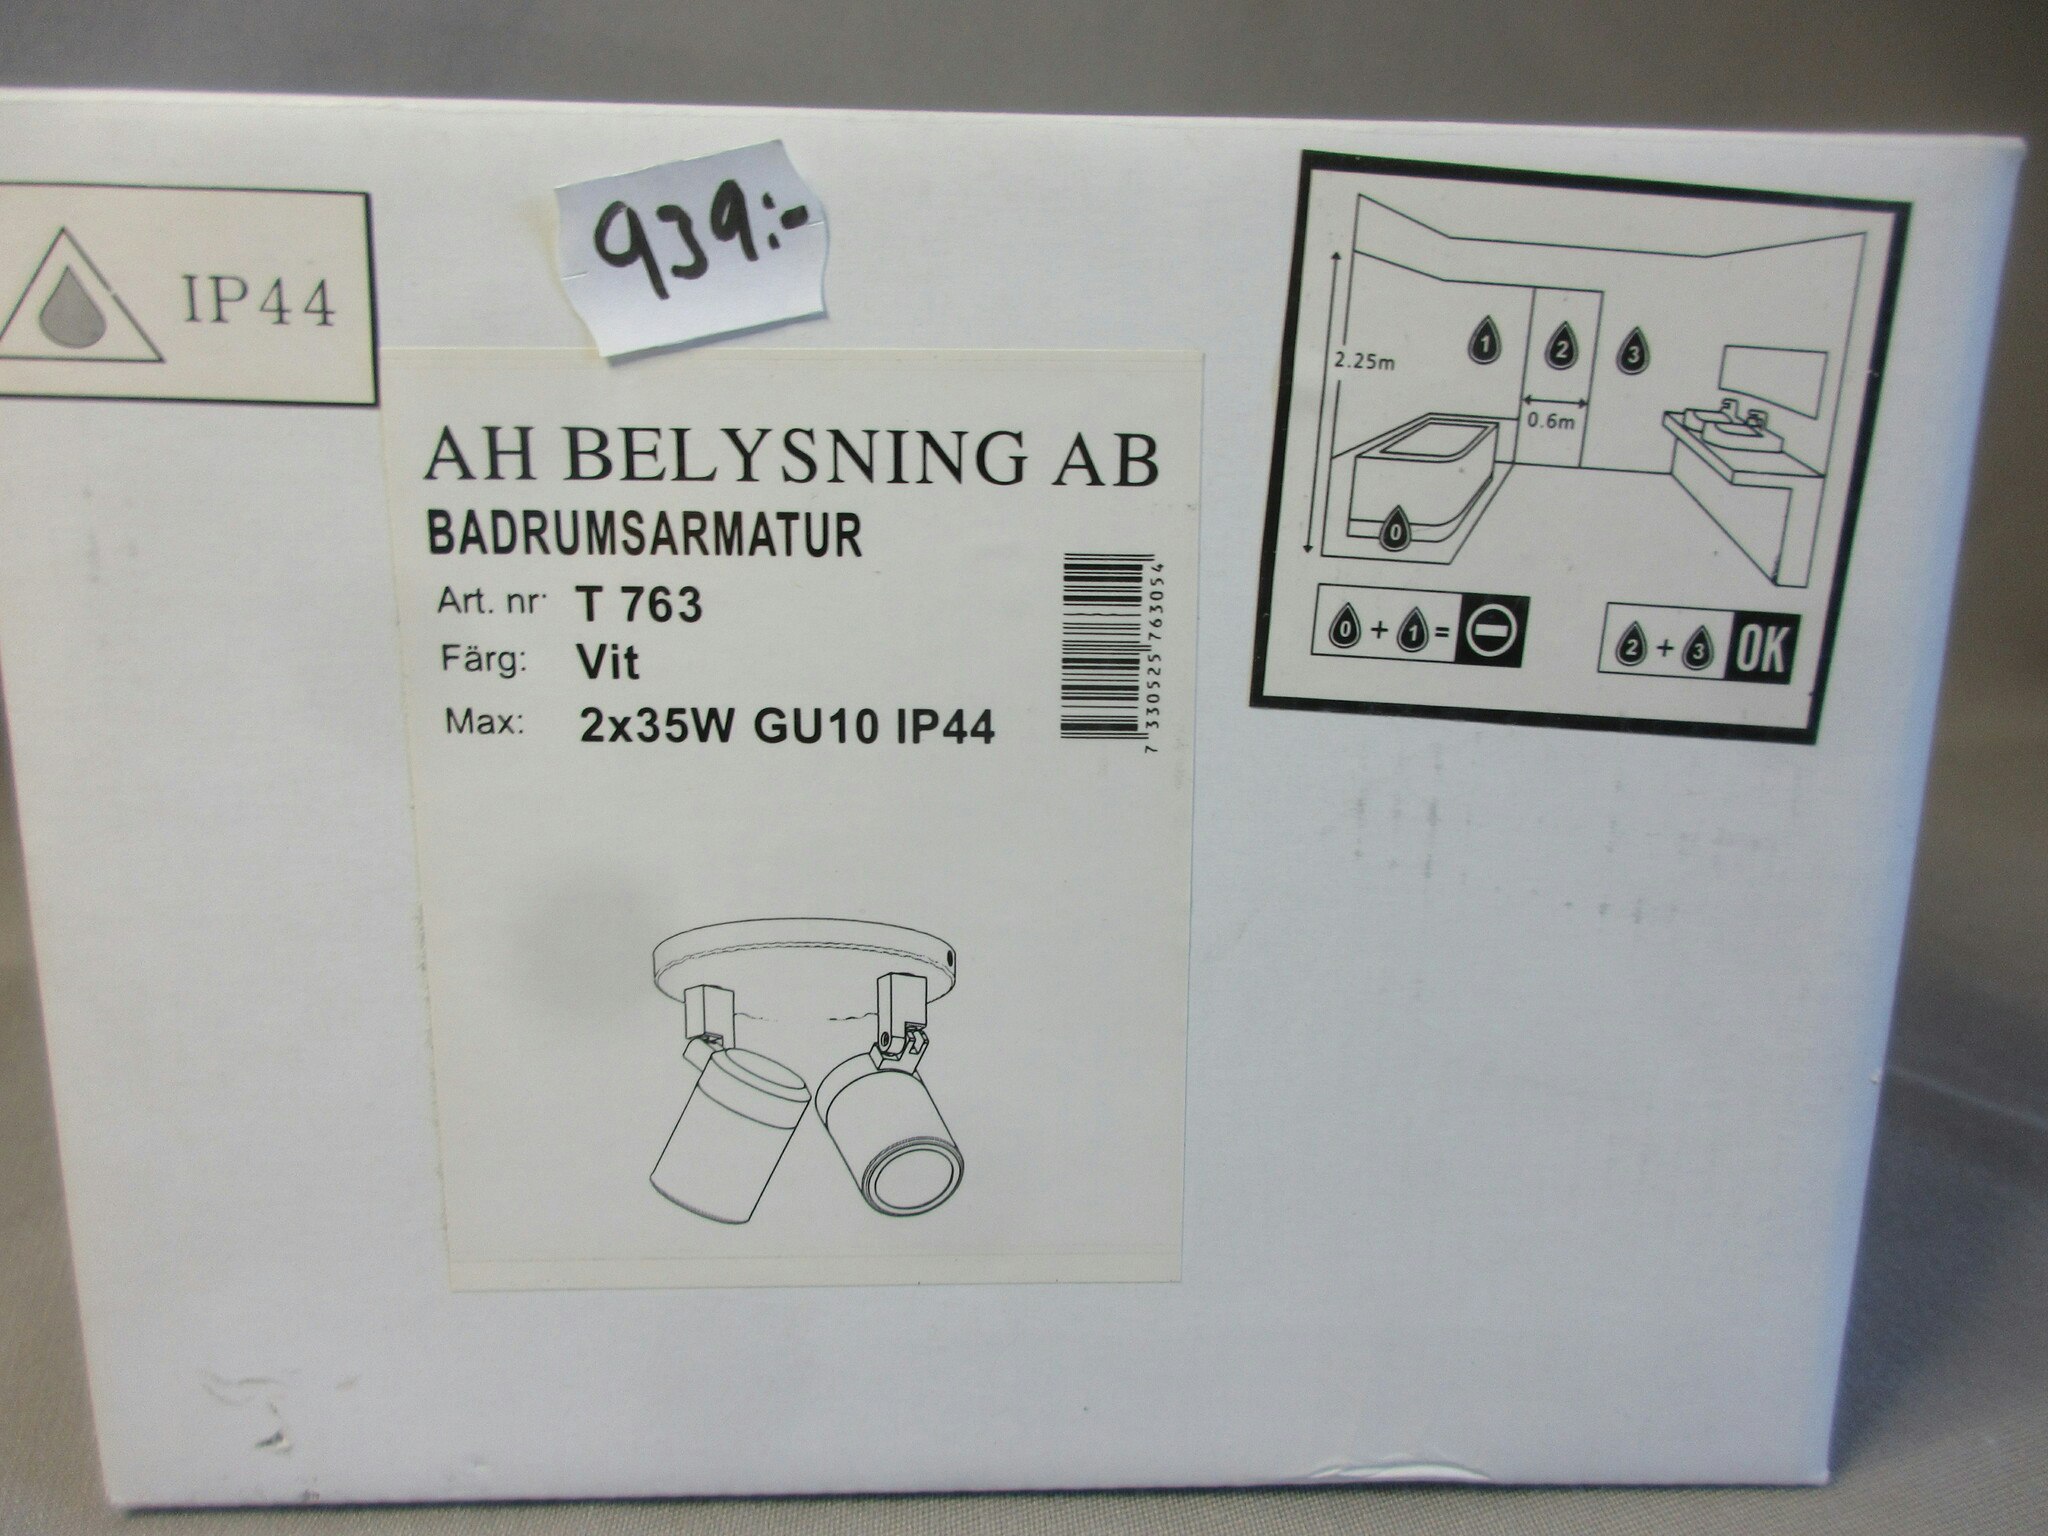 939:-
IP44
AH BELYSNING AB
BADRUMSARMATUR
Art. nr: T 763
Färg: Vit
Max: 2x35W GU10 IP44
7 330525 763054
1 2 3
2.25m
0.6m
0
0 + 1 =
2 + 3 OK